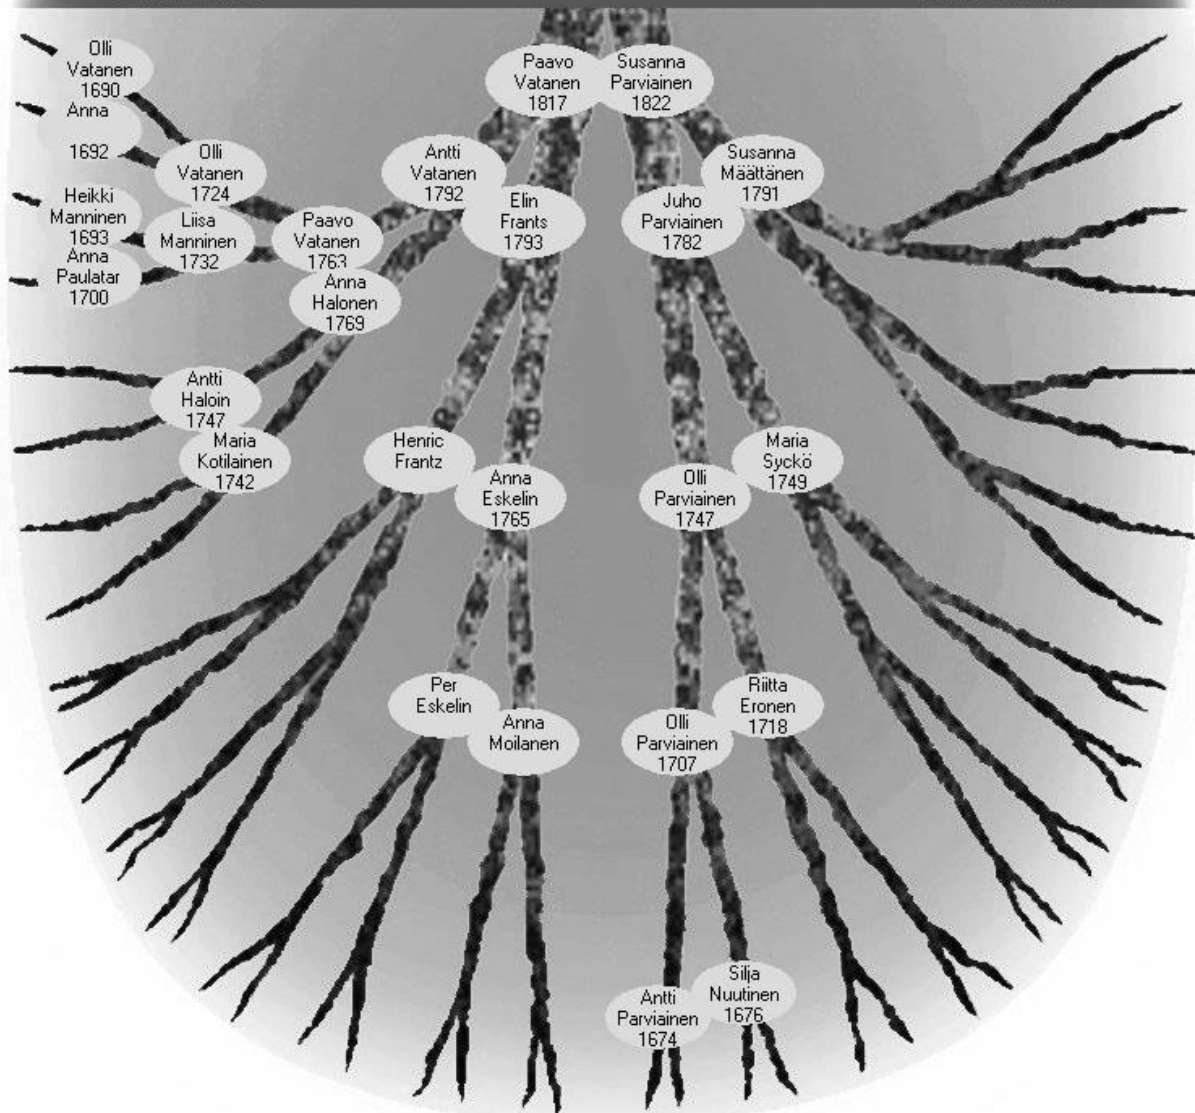 Olli
Vatanen
1690
Anna
1692
Heikki
Manninen
1693
Anna
Paulatar
1700
Olli
Vatanen
1724
Liisa
Manninen
1732
Paavo
Vatanen
1763
Anna
Halonen
1769
Antti
Haloin
1747
Maria
Kotilainen
1742
Antti
Vatanen
1792
Elin
Frants
1793
Paavo
Vatanen
1817
Susanna
Parviainen
1822
Susanna
Määttänen
1791
Juho
Parviainen
1782
Henric
Frantz
Anna
Eskelin
1765
Olli
Parviainen
1747
Maria
Syckö
1749
Per
Eskelin
Anna
Moilanen
Olli
Parviainen
1707
Riitta
Eronen
1718
Antti
Parviainen
1674
Silja
Nuutinen
1676